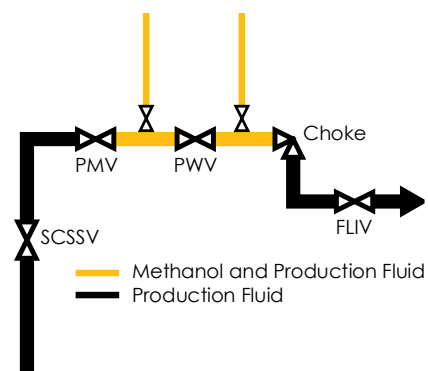 Choke
PMV
PWV
FLIV
SCSSV
Methanol and Production Fluid
Production Fluid